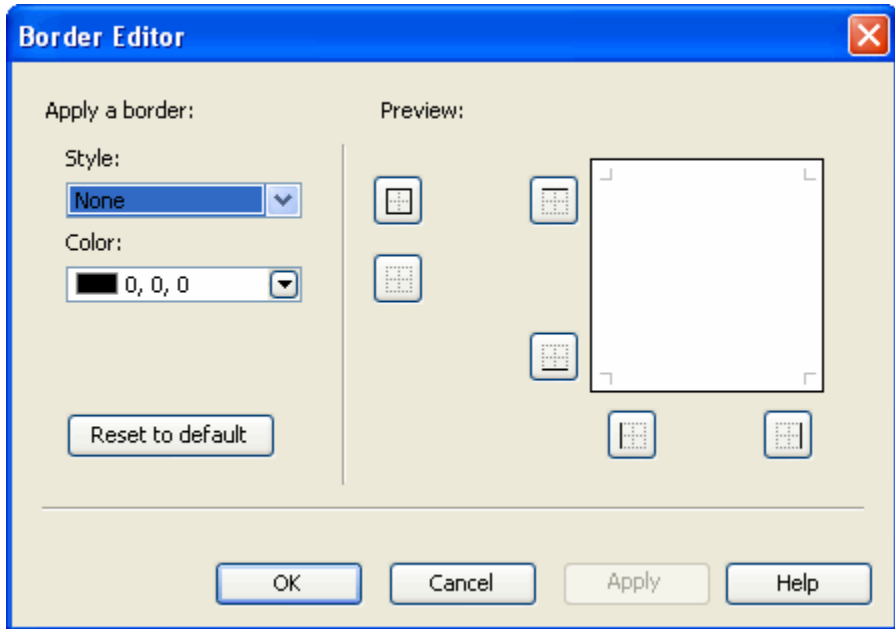 Border Editor
Apply a border:
Preview:
Style:
None
Color:
0, 0, 0
Reset to default
OK
Cancel
Apply
Help